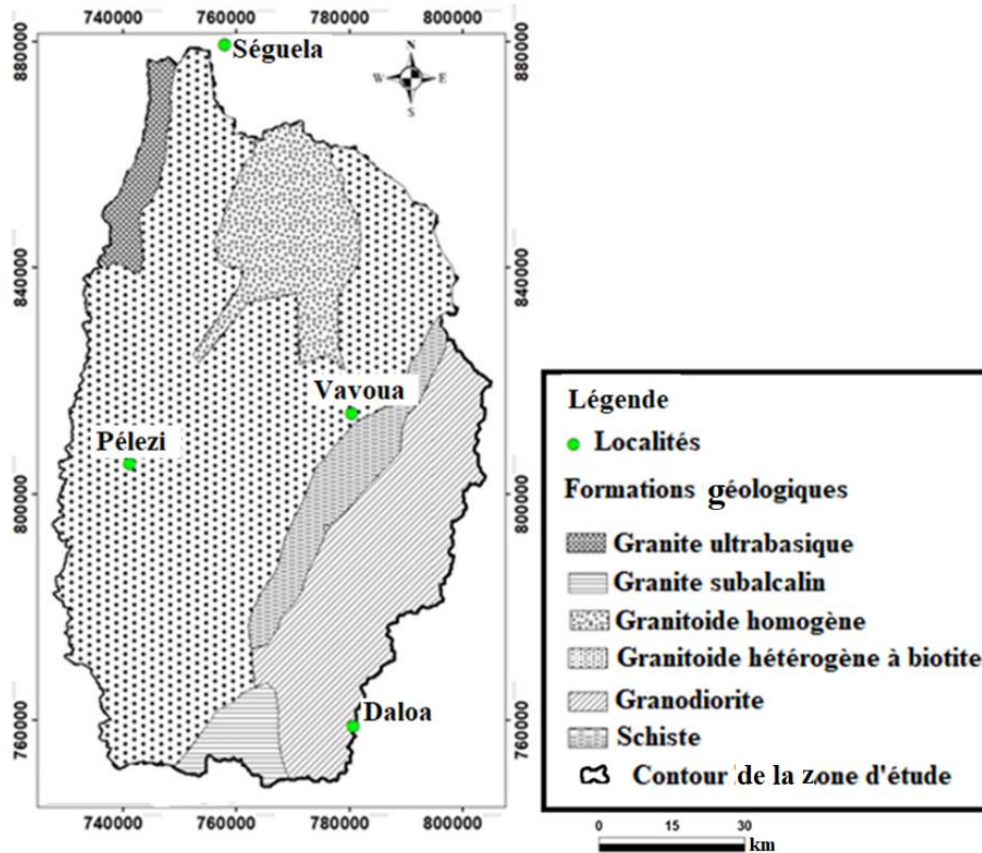 740000 760000 780000 800000
880000
880000
Séguela
N
W E
S
840000
840000
Vavoua
Pélezi
800000
800000
Daloa
760000
760000
740000 760000 780000 800000
Légende
Localités
Formations géologiques
Granite ultrabasique
Granite subalcalin
Granitoide homogène
Granitoide hétérogène à biotite
Granodiorite
Schiste
Contour de la zone d'étude
0 15 30
km